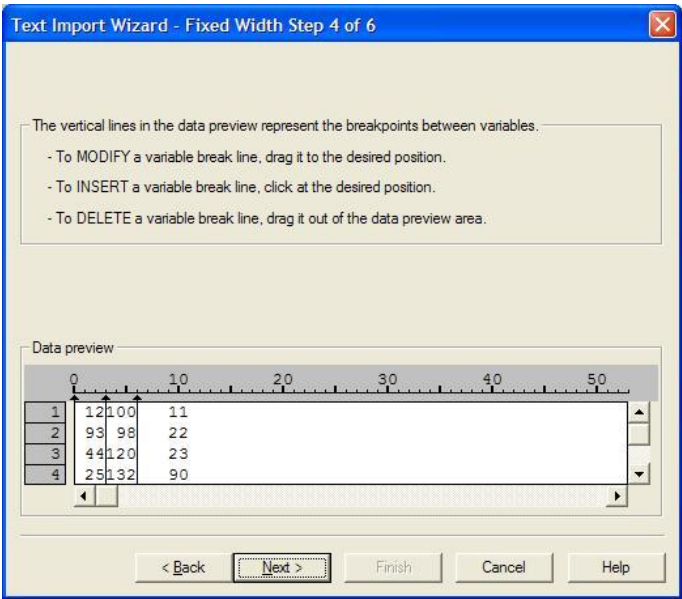 Text Import Wizard - Fixed Width Step 4 of 6
The vertical lines in the data preview represent the breakpoints between variables.
- To MODIFY a variable break line, drag it to the desired position.
- To INSERT a variable break line, click at the desired position.
- To DELETE a variable break line, drag it out of the data preview area.
Data preview
0 10 20 30 40 50
1 12 100 11
2 93 98 22
3 44 120 23
4 25 132 90
< Back Next > Finish Cancel Help